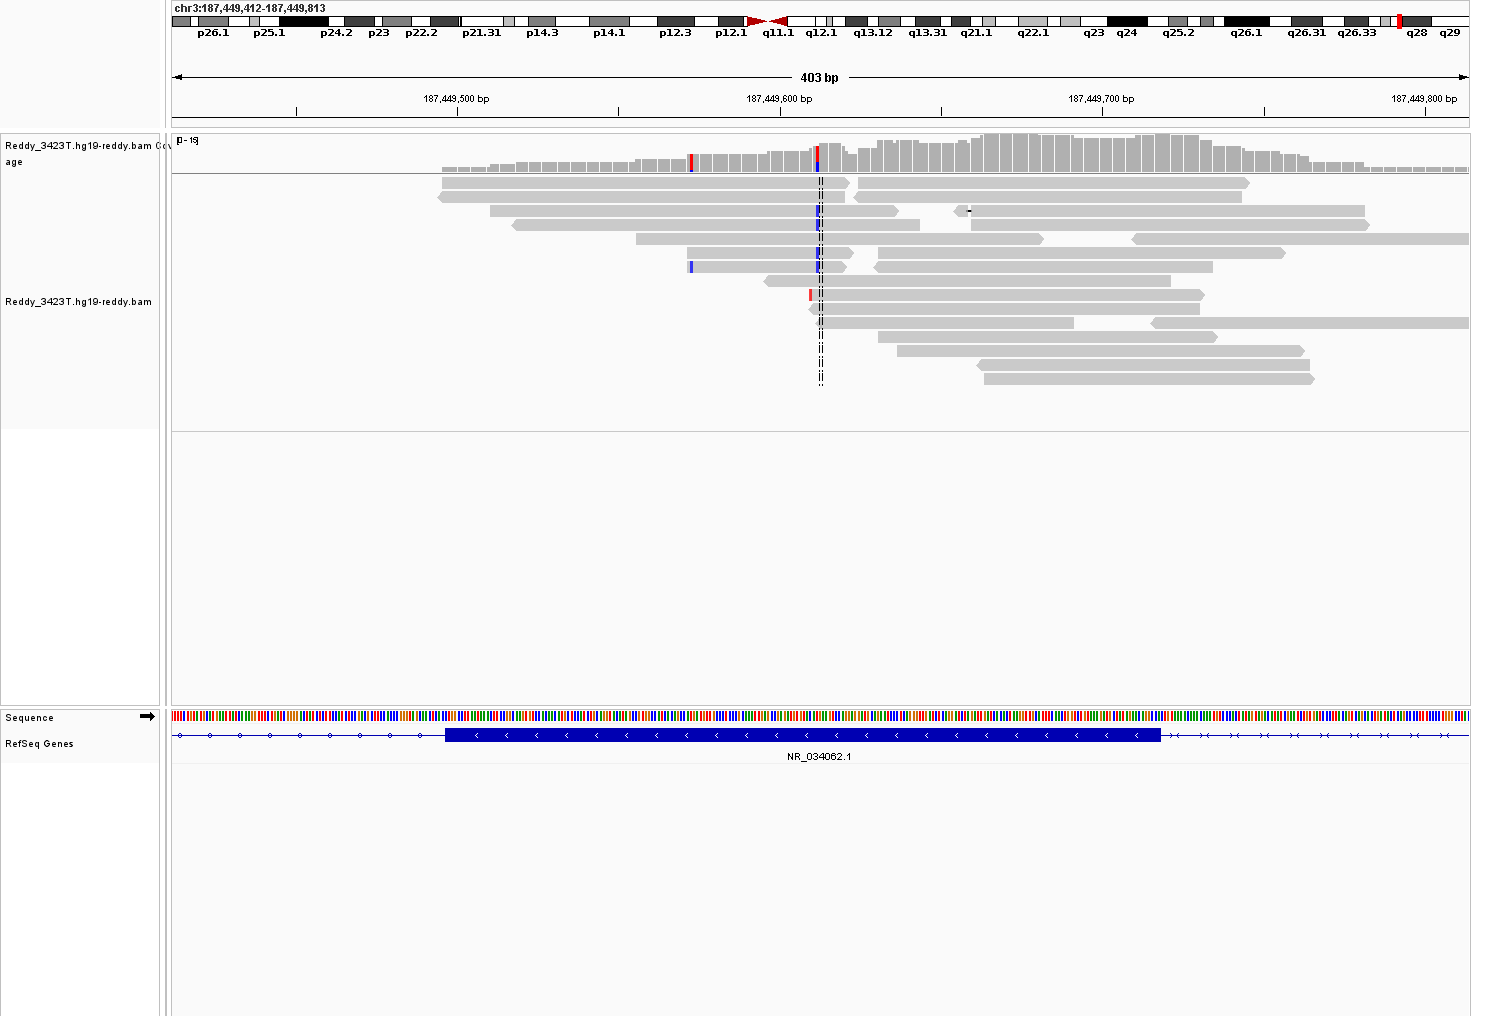 chr3:187,449,412-187,449,813
p26.1 p25.1 p24.2 p23 p22.2 p21.31 p14.3 p14.1 p12.3 p12.1 q11.1 q12.1 q13.12 q13.31 q21.1 q22.1 q23 q24 q25.2 q26.1 q26.31 q26.33 q28 q29
403 bp
187,449,500 bp 187,449,600 bp 187,449,700 bp 187,449,800 bp
Reddy_3423T.hg19-reddy.bam Cov
age
[0 - 19]
Reddy_3423T.hg19-reddy.bam
Sequence
RefSeq Genes
NR_034062.1